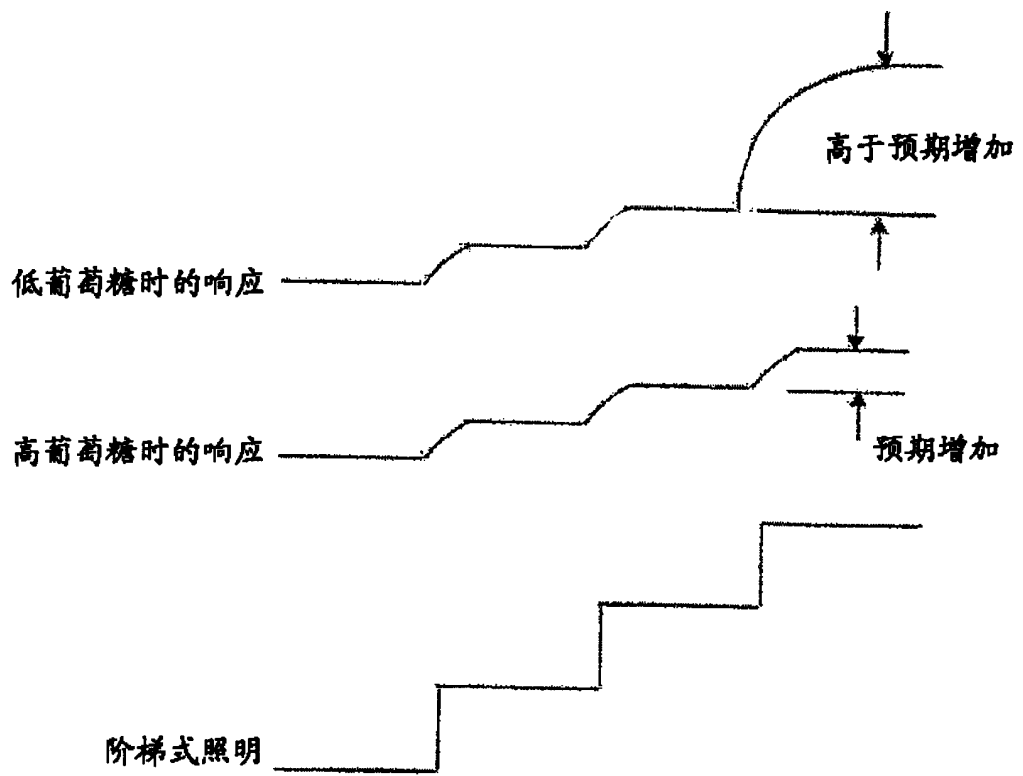 高于预期增加
低葡萄糖时的响应
高葡萄糖时的响应
预期增加
阶梯式照明